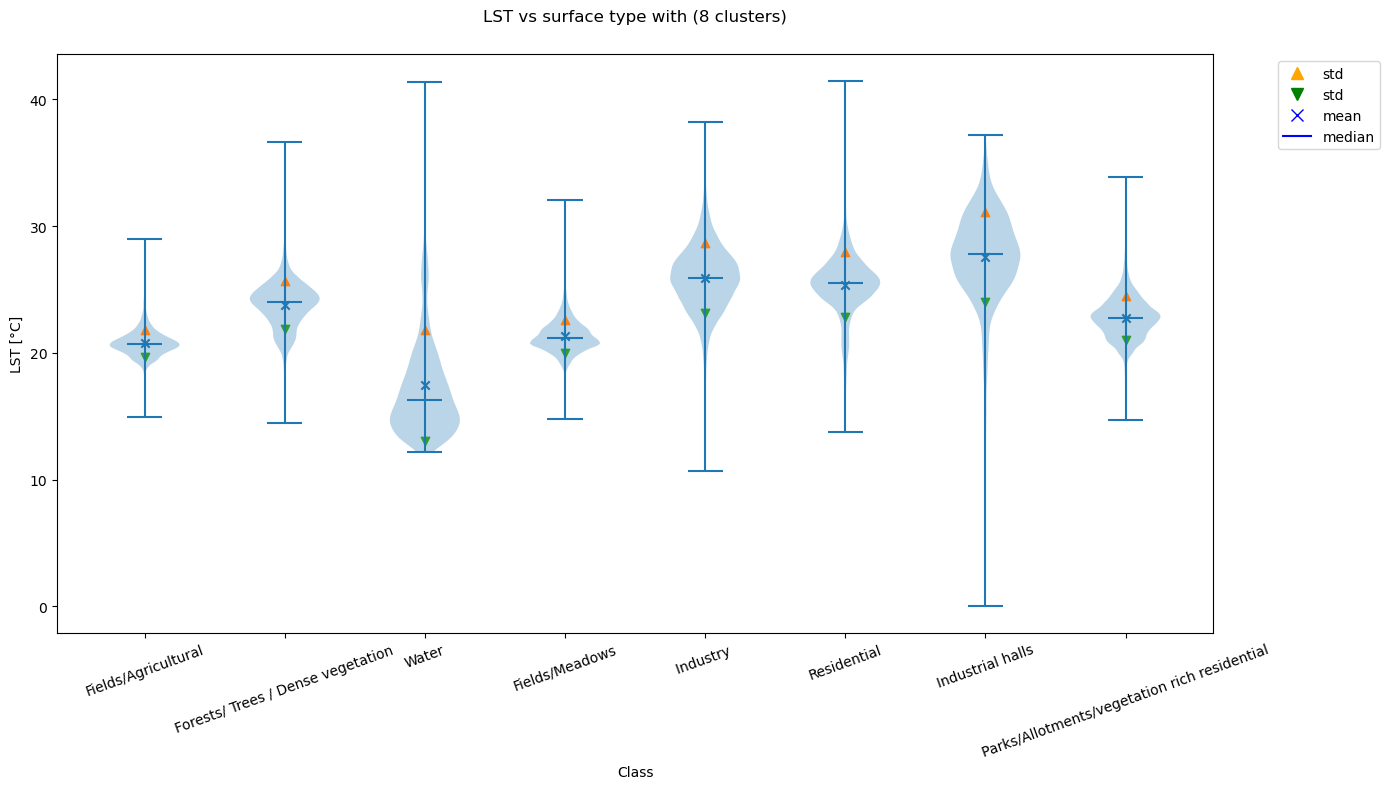 LST vs surface type with (8 clusters)
std
std
mean
median
LST [°C]
40
30
20
10
0
Fields/Agricultural
Forests/ Trees / Dense vegetation
Water
Fields/Meadows
Industry
Residential
Industrial halls
Parks/Allotments/vegetation rich residential
Class